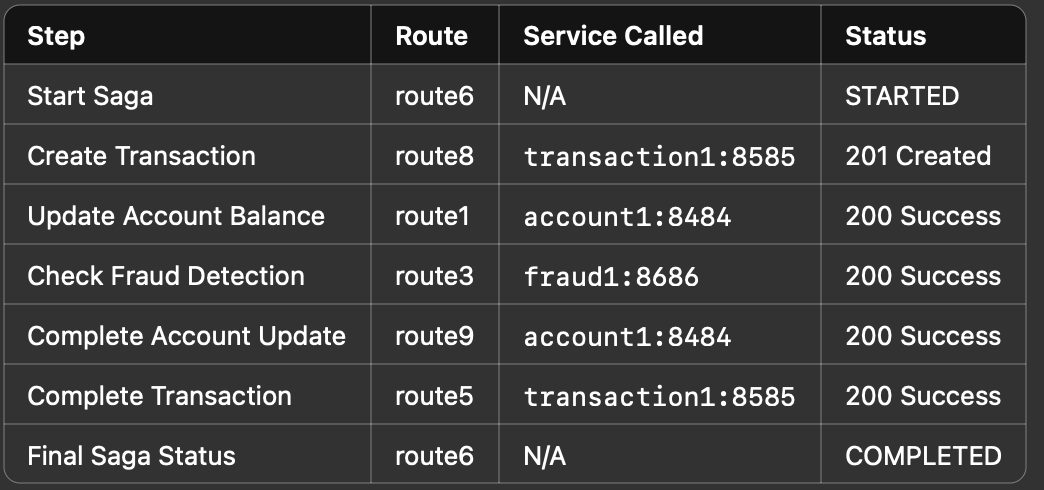 Step Route Service Called Status
Start Saga route6 N/A STARTED
Create Transaction route8 transaction1:8585 201 Created
Update Account Balance route1 account1:8484 200 Success
Check Fraud Detection route3 fraud1:8686 200 Success
Complete Account Update route9 account1:8484 200 Success
Complete Transaction route5 transaction1:8585 200 Success
Final Saga Status route6 N/A COMPLETED